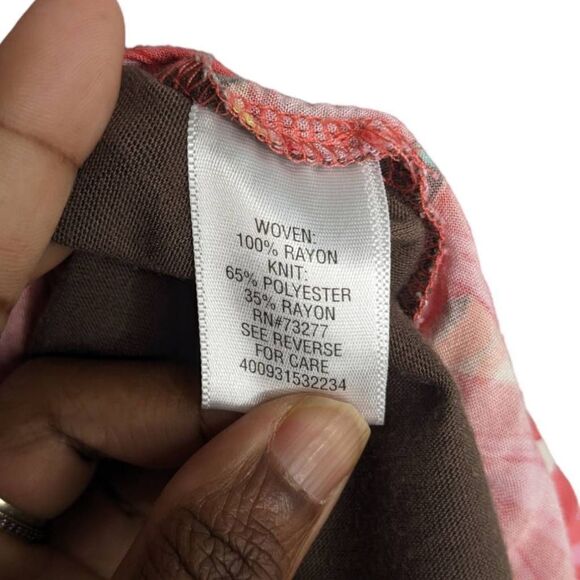 WOVEN:
100% RAYON
KNIT:
65% POLYESTER
35% RAYON
RN#73277
SEE REVERSE
FOR CARE
400931532234